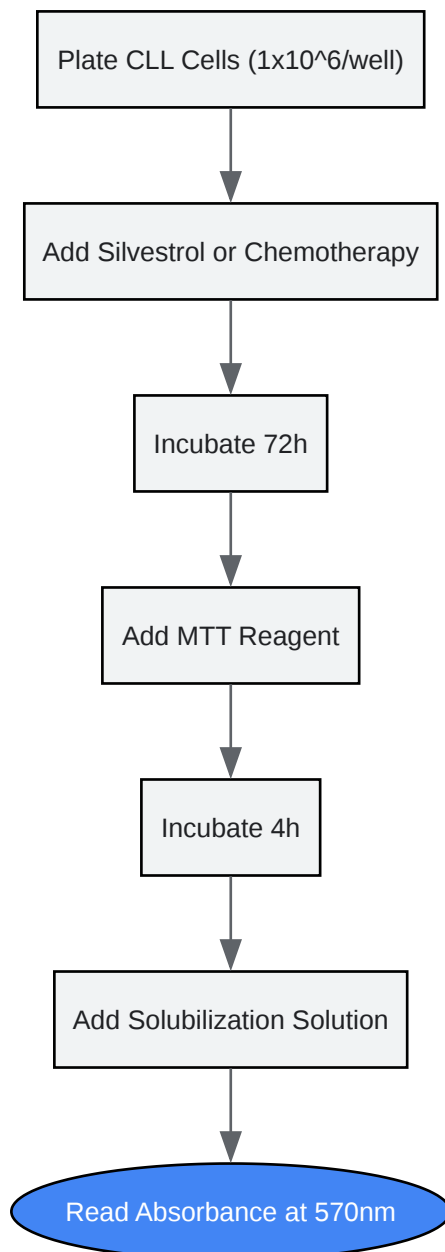 Plate CLL Cells (1x10^6/well)
Add Silvestrol or Chemotherapy
Incubate 72h
Add MTT Reagent
Incubate 4h
Add Solubilization Solution
Read Absorbance at 570nm